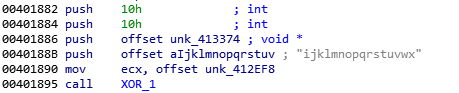 00401882 push 10h ; int
00401884 push 10h ; int
00401886 push offset unk_413374 ; void *
0040188B push offset aIjklmnopqrstuv ; "ijklmnopqrstuvwx"
00401890 mov ecx, offset unk_412EF8
00401895 call XOR_1